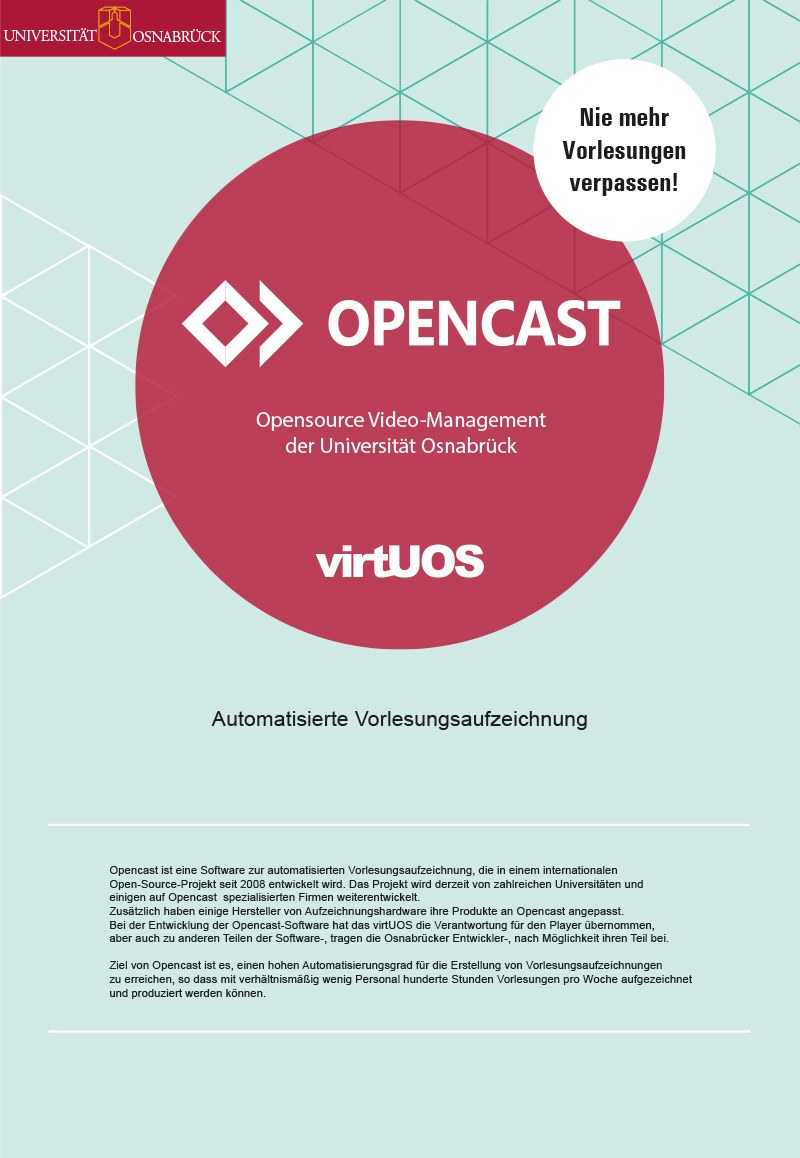 UNIVERSITÄT OSNABRÜCK
Nie mehr
Vorlesungen
verpassen!
OPENCAST
Opensource Video-Management
der Universität Osnabrück
virtUOS
Automatisierte Vorlesungsaufzeichnung
Opencast ist eine Software zur automatisierten Vorlesungsaufzeichnung, die in einem internationalen
Open-Source-Projekt seit 2008 entwickelt wird. Das Projekt wird derzeit von zahlreichen Universitäten und
einigen auf Opencast  spezialisierten Firmen weiterentwickelt.
Zusätzlich haben einige Hersteller von Aufzeichnungshardware ihre Produkte an Opencast angepasst.
Bei der Entwicklung der Opencast-Software hat das virtUOS die Verantwortung für den Player übernommen,
aber auch zu anderen Teilen der Software-, tragen die Osnabrücker Entwickler-, nach Möglichkeit ihren Teil bei.
Ziel von Opencast ist es, einen hohen Automatisierungsgrad für die Erstellung von Vorlesungsaufzeichnungen
zu erreichen, so dass mit verhältnismäßig wenig Personal hunderte Stunden Vorlesungen pro Woche aufgezeichnet
und produziert werden können.